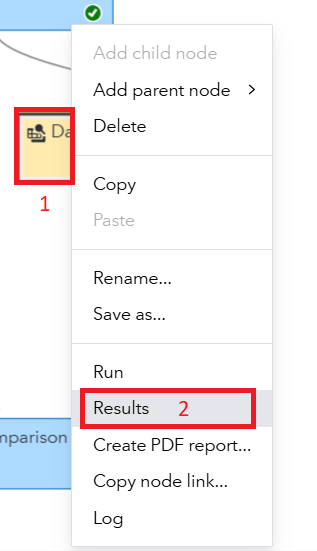 Add child node
Add parent node
Delete
Da
1
Copy
Paste
Rename...
Save as...
Run
Results 2
mparison
Create PDF report...
Copy node link...
Log